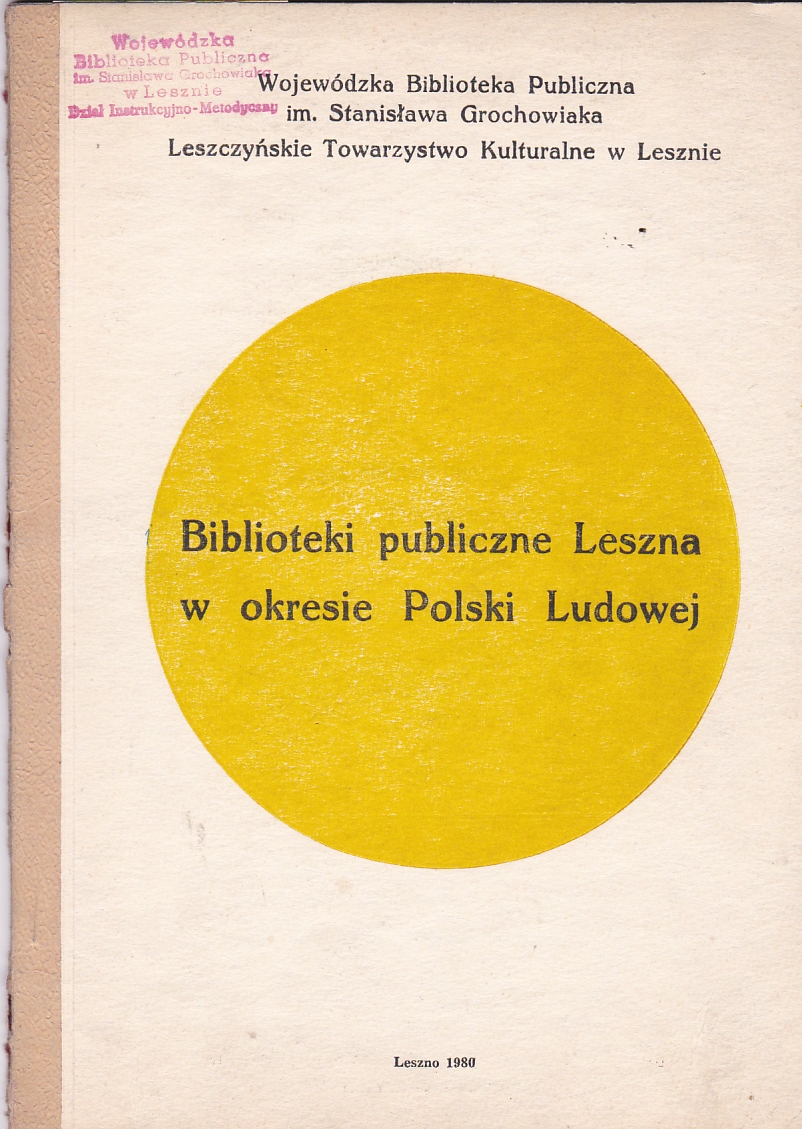 Wojewódzka
Biblioteka Publiczna
im. Stanisława Grochowiaka
w Lesznie
Dział Instrukcyjno-Metodyczny
Wojewódzka Biblioteka Publiczna
im. Stanisława Grochowiaka
Leszczyńskie Towarzystwo Kulturalne w Lesznie
Biblioteki publiczne Leszna
w okresie Polski Ludowej
Leszno 1980